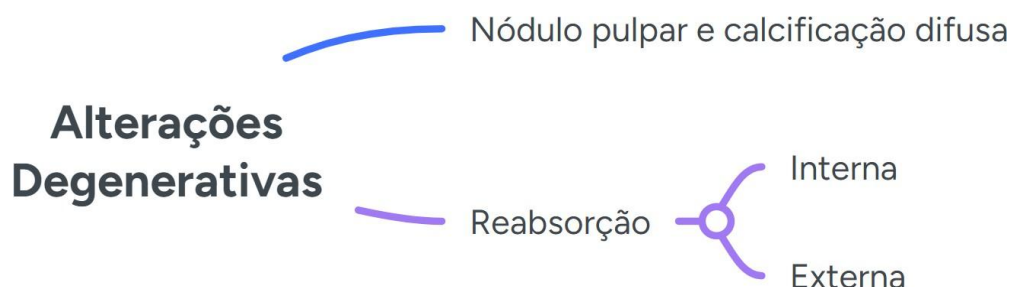 Nódulo pulpar e calcificação difusa
Alterações
Degenerativas
Interna
Reabsorção
Externa